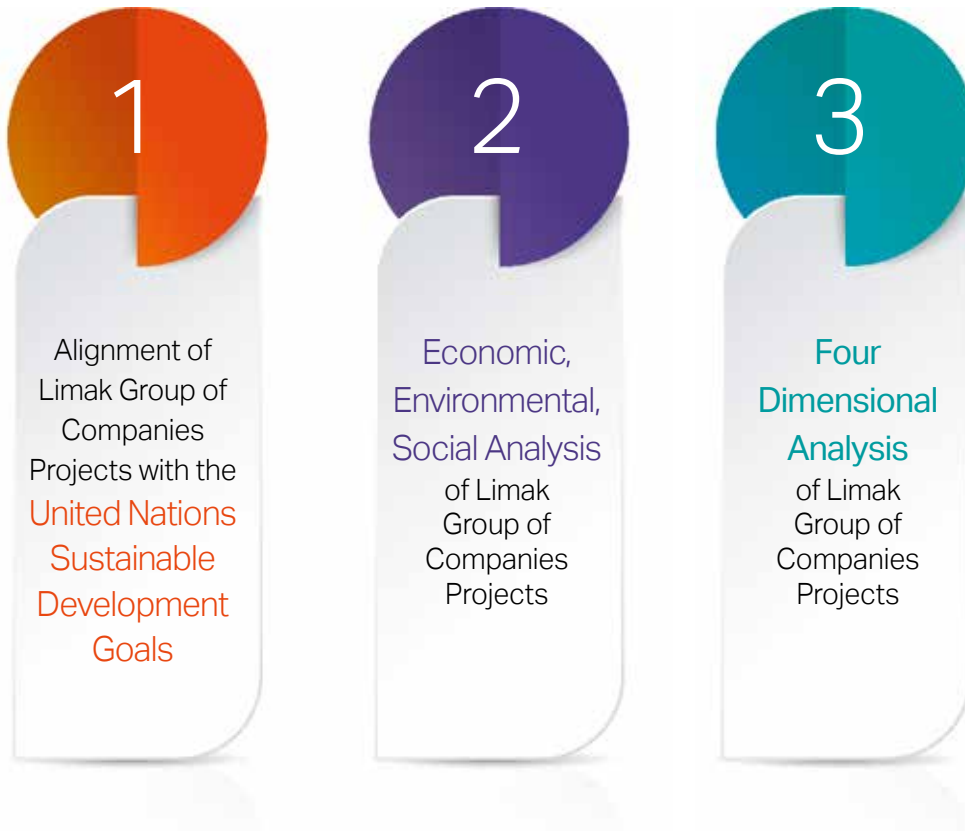 1
Alignment of
Limak Group of
Companies
Projects with the
United Nations
Sustainable
Development
Goals
2
Economic,
Environmental,
Social Analysis
of Limak
Group of
Companies
Projects
3
Four
Dimensional
Analysis
of Limak
Group of
Companies
Projects